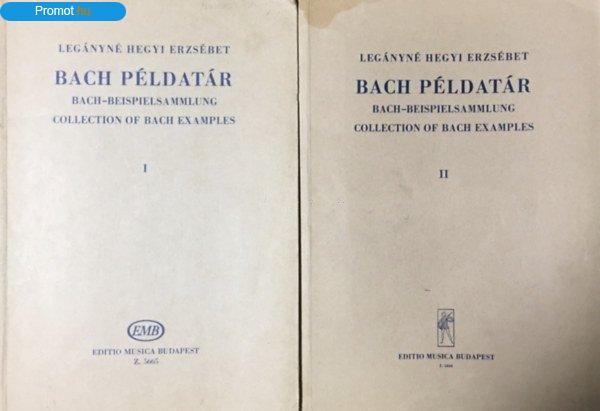 Promot.hu
LEGÁNYNÉ HEGYI ERZSÉBET
BACH PÉLDATÁR
BACH-BEISPIELSAMMLUNG
COLLECTION OF BACH EXAMPLES
I
EMB
EDITIO MUSICA BUDAPEST
Z. 5665
LEGÁNYNÉ HEGYI ERZSÉBET
BACH PÉLDATÁR
BACH-BEISPIELSAMMLUNG
COLLECTION OF BACH EXAMPLES
II
EDITIO MUSICA BUDAPEST